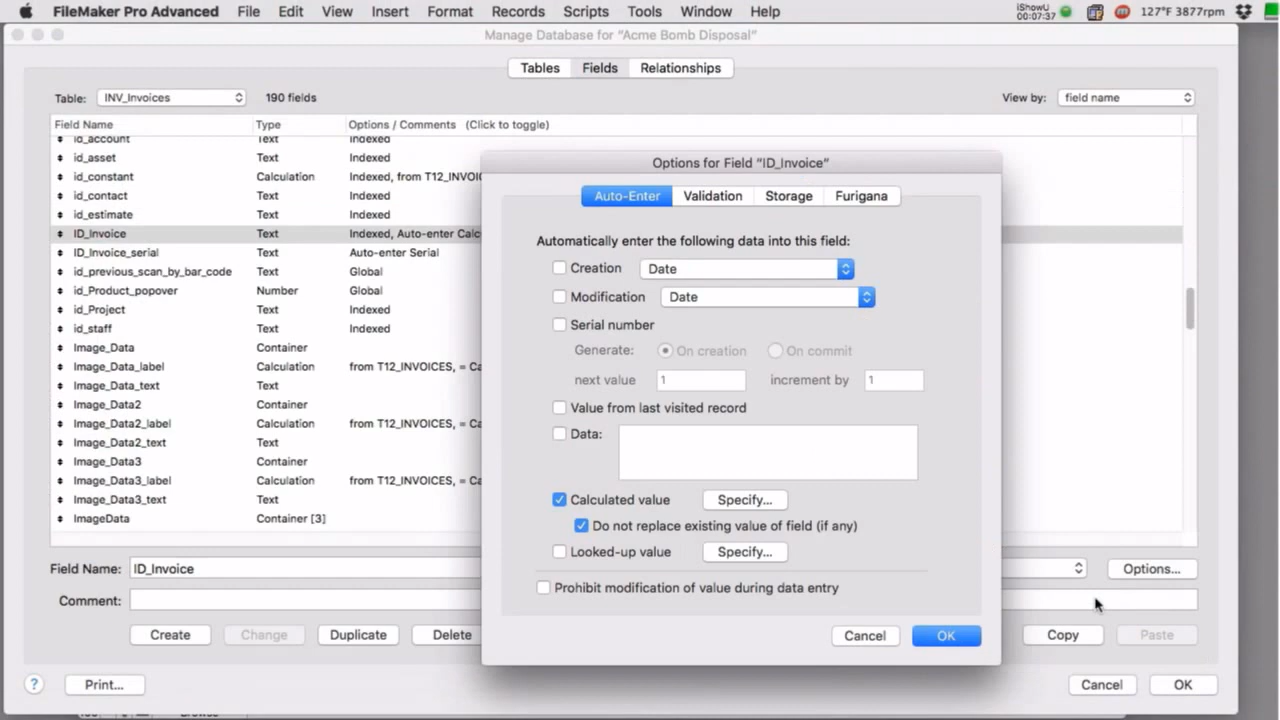 FileMaker Pro Advanced File Edit View Insert Format Records Scripts Tools Window Help iShowU 00:07:37 127°F 3877rpm
Manage Database for “Acme Bomb Disposal”
Tables Fields Relationships
Table: INV_Invoices 190 fields View by: field name
Field Name Type Options / Comments (Click to toggle)
id_account Text Indexed
id_asset Text Indexed
id_constant Calculation Indexed, from T12_INVOIC
id_contact Text Indexed
id_estimate Text Indexed
ID_Invoice Text Indexed, Auto-enter Calc
ID_Invoice_serial Text Auto-enter Serial
id_previous_scan_by_bar_code Text Global
id_Product_popover Number Global
id_Project Text Indexed
id_staff Text Indexed
Image_Data Container
Image_Data_label Calculation from T12_INVOICES, = Ca
Image_Data_text Text
Image_Data2 Container
Image_Data2_label Calculation from T12_INVOICES, = Ca
Image_Data2_text Text
Image_Data3 Container
Image_Data3_label Calculation from T12_INVOICES, = Ca
Image_Data3_text Text
ImageData Container [3]
Field Name: ID_Invoice Options...
Comment:
Create Change Duplicate Delete Copy Paste
? Print... Cancel OK
Options for Field “ID_Invoice”
Auto-Enter Validation Storage Furigana
Automatically enter the following data into this field:
Creation Date
Modification Date
Serial number
Generate: On creation On commit
next value 1 increment by 1
Value from last visited record
Data:
Calculated value Specify...
Do not replace existing value of field (if any)
Looked-up value Specify...
Prohibit modification of value during data entry
Cancel OK